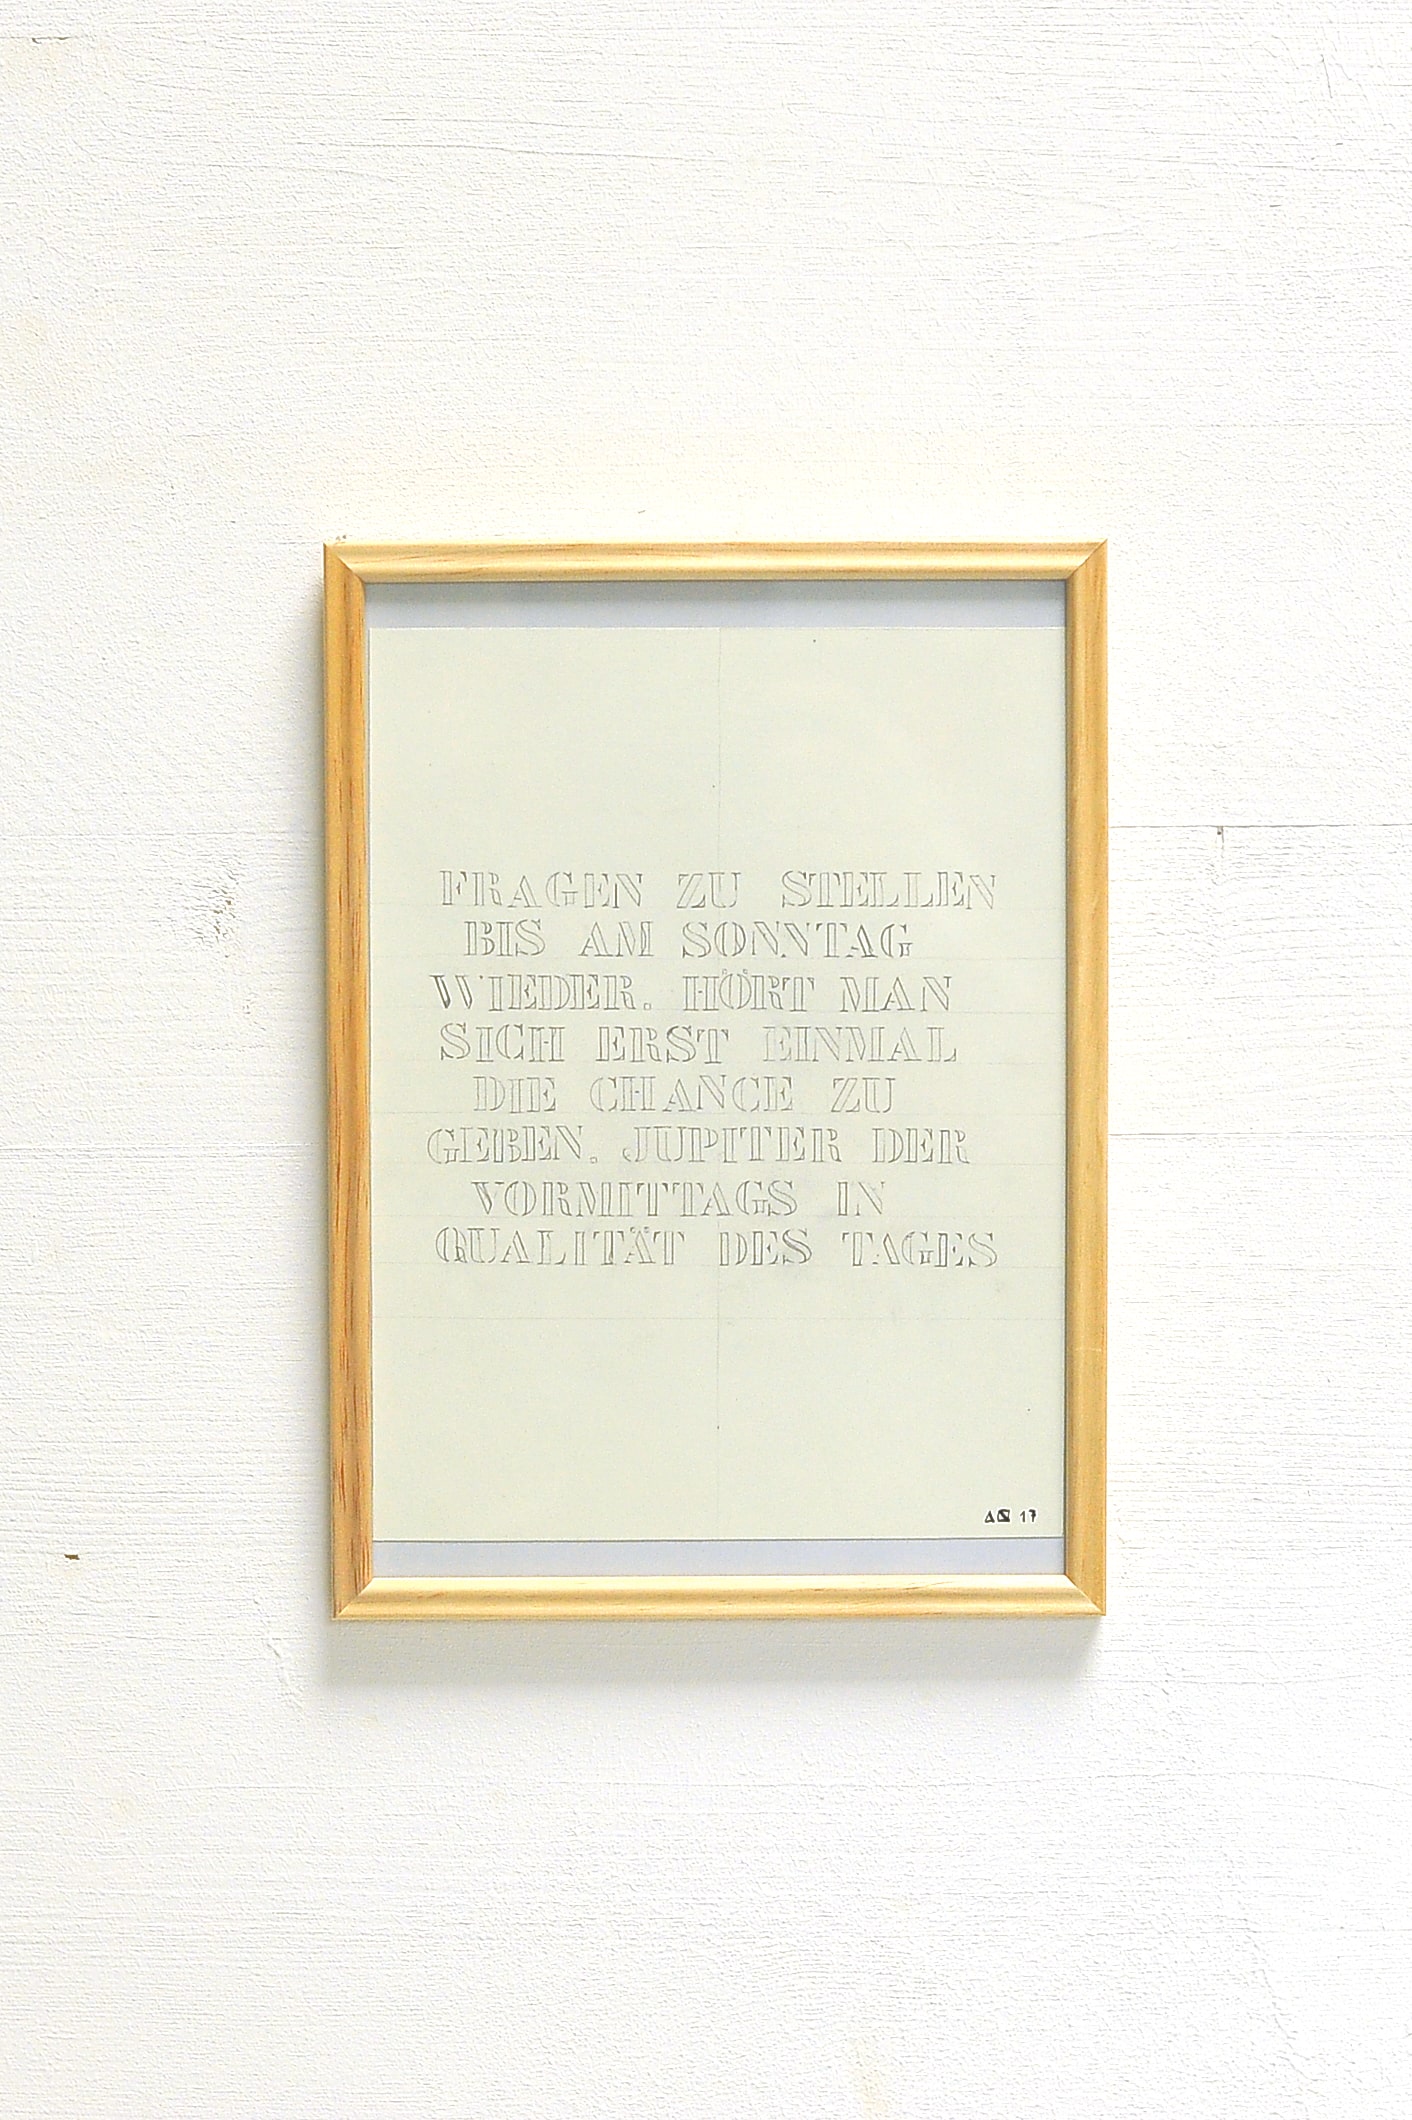 FRAGEN ZU STELLEN
BIS AM SONNTAG
WIEDER. HÖRT MAN
SICH ERST EINMAL
DIE CHANCE ZU
GEBEN. JUPITER DER
VORMITTAGS IN
QUALITÄT DES TAGES
17